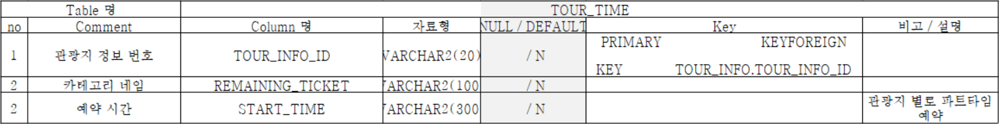 Table 명 TOUR_TIME
no Comment Column 명 자료형 NULL / DEFAULT Key 비고 / 설명
1 관광지 정보 번호 TOUR_INFO_ID VARCHAR2(20) / N PRIMARY KEYFOREIGN
KEY TOUR_INFO.TOUR_INFO_ID
2 카테고리 네임 REMAINING_TICKET VARCHAR2(100 / N
2 예약 시간 START_TIME VARCHAR2(300 / N 관광지 별로 파트타임
예약